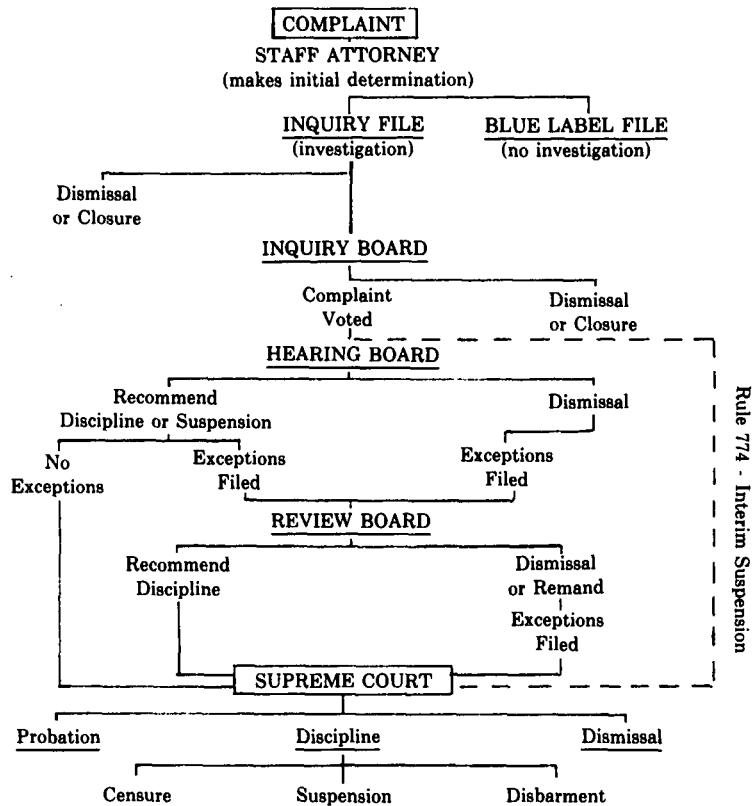 COMPLAINT
STAFF ATTORNEY
(makes initial determination)
INQUIRY FILE
(investigation)
BLUE LABEL FILE
(no investigation)
Dismissal
or Closure
INQUIRY BOARD
Complaint
Voted
Dismissal
or Closure
HEARING BOARD
Recommend
Discipline or Suspension
Dismissal
No
Exceptions
Exceptions
Filed
Exceptions
Filed
REVIEW BOARD
Recommend
Discipline
Dismissal
or Remand
Exceptions
Filed
Rule 774 - Interim Suspension
SUPREME COURT
Probation
Discipline
Dismissal
Censure
Suspension
Disbarment